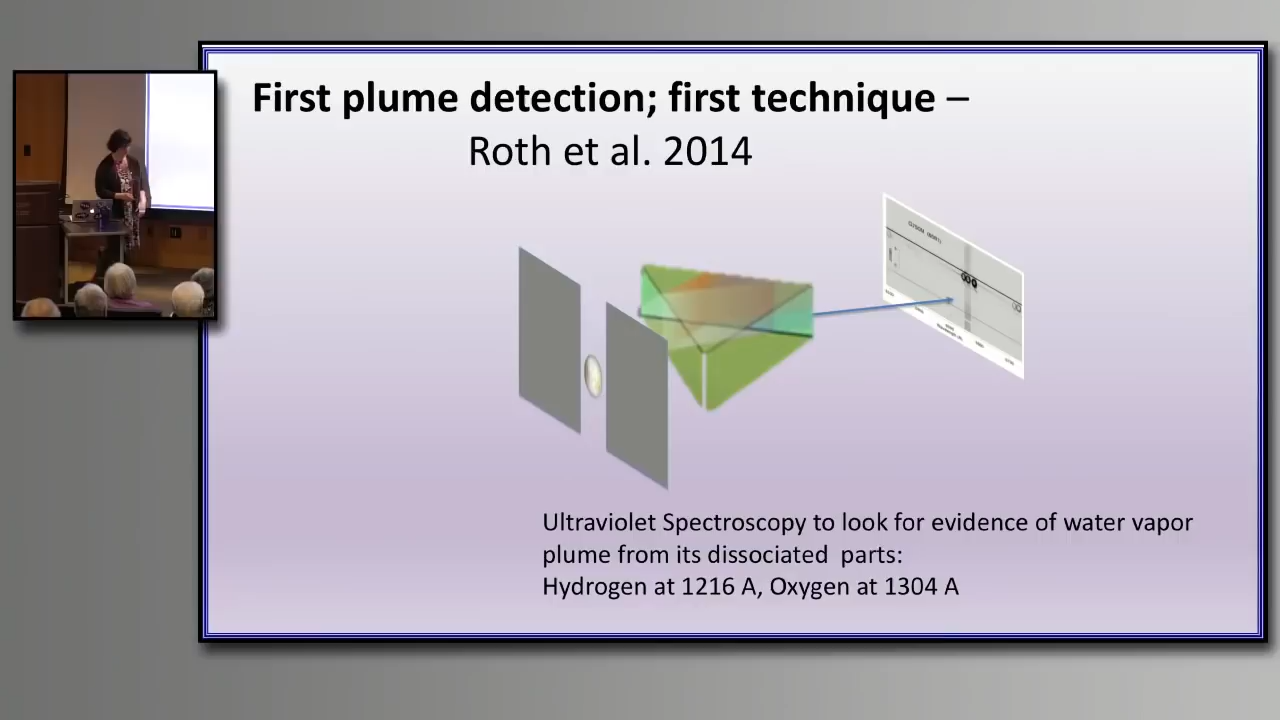 First plume detection; first technique –
Roth et al. 2014
Ultraviolet Spectroscopy to look for evidence of water vapor
plume from its dissociated parts:
Hydrogen at 1216 A, Oxygen at 1304 A